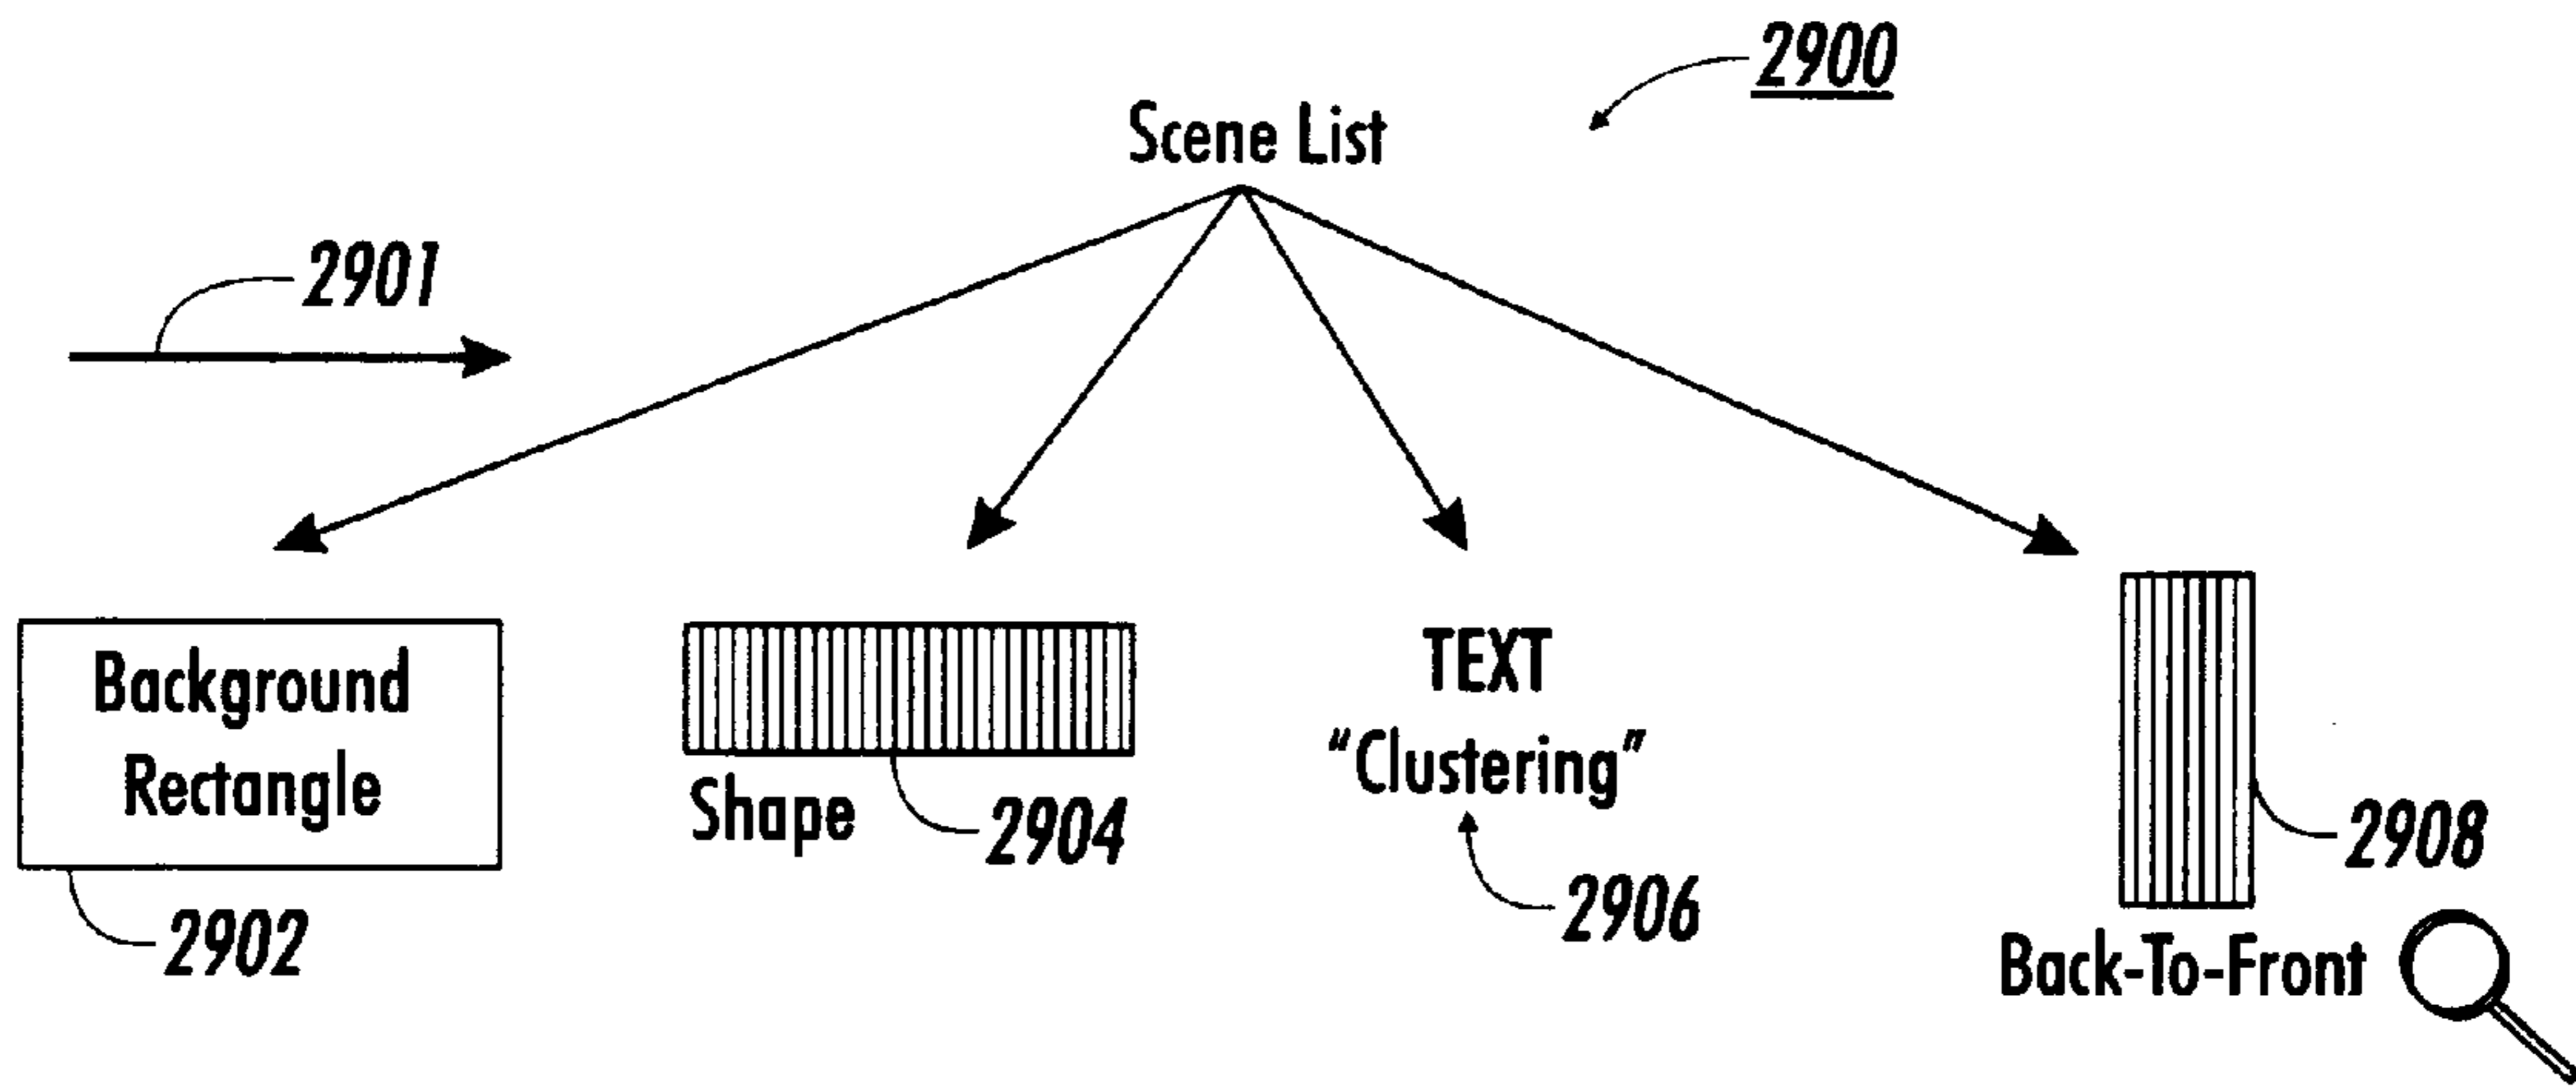 2900
Scene List
2901
Background
Rectangle
2902
Shape
2904
TEXT
“Clustering”
2906
2908
Back-To-Front